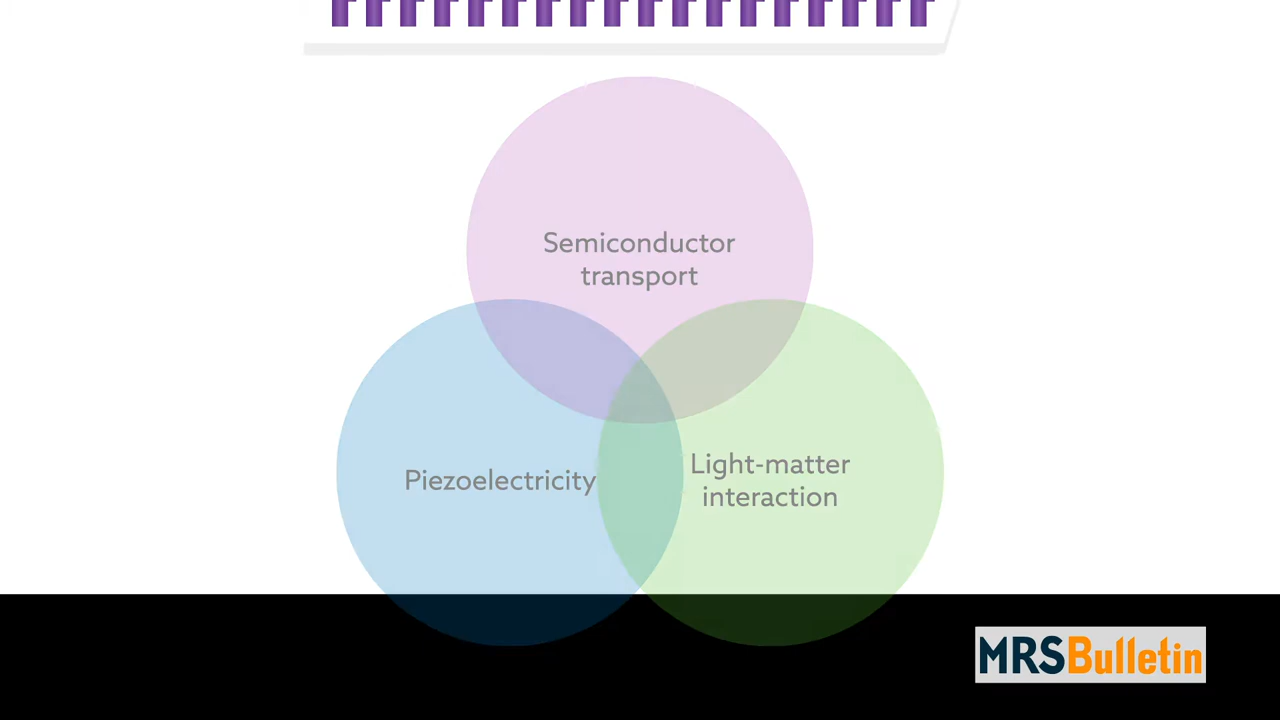 Semiconductor
transport
Piezoelectricity
Light-matter
interaction
MRSBulletin